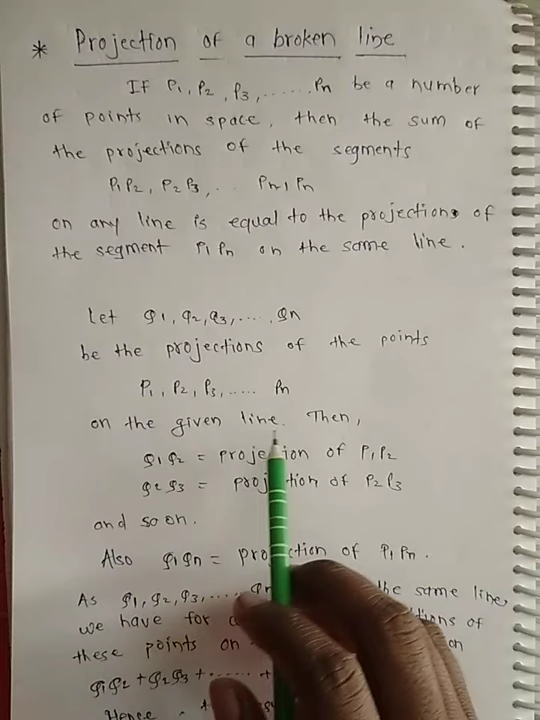 * Projection of a broken line
If P1, P2, P3, ...... Pn be a number
of points in space, then the sum of
the projections of the segments
P1P2, P2P3, .. Pn-1 Pn
on any line is equal to the projections of
the segment P1Pn on the same line.
Let Q1, Q2, Q3, ..... Qn
be the projections of the points
P1, P2, P3, .... Pn
on the given line. Then,
Q1Q2 = projection of P1P2
Q2Q3 = projection of P2P3
and so on.
Also Q1Qn = projection of P1Pn.
As Q1, Q2, Q3, ..... the same line,
we have for of
these points on
Q1Q2 + Q2Q3 + ...... +
Hence